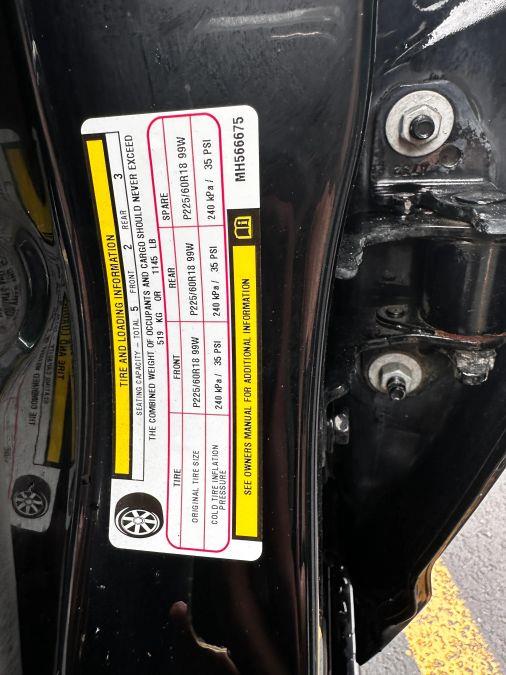 TIRE AND LOADING INFORMATION
SEATING CAPACITY - TOTAL 5 FRONT 2 REAR 3
THE COMBINED WEIGHT OF OCCUPANTS AND CARGO SHOULD NEVER EXCEED
519 KG OR 1145 LB
TIRE FRONT REAR SPARE
ORIGINAL TIRE SIZE P225/60R18 99W P225/60R18 99W P225/60R18 99W
COLD TIRE INFLATION
PRESSURE 240 kPa / 35 PSI 240 kPa / 35 PSI 240 kPa / 35 PSI
SEE OWNERS MANUAL FOR ADDITIONAL INFORMATION
MH566675